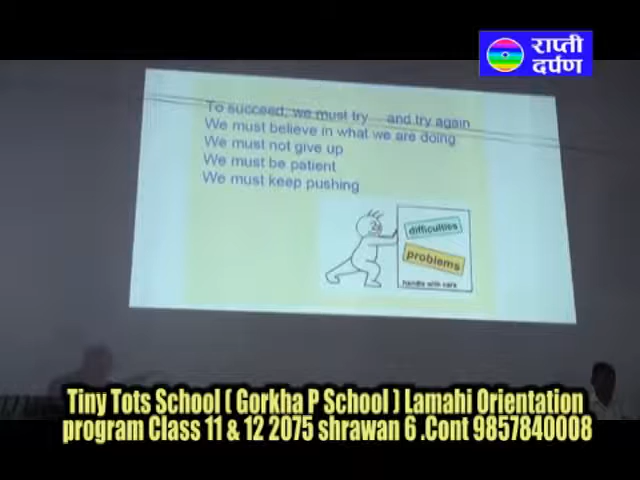 राप्ती
दर्पण
To succeed, we must try ... and try again
We must believe in what we are doing
We must not give up
We must be patient
We must keep pushing
difficulties
problems
handle with care
Tiny Tots School ( Gorkha P School ) Lamahi Orientation
program Class 11 & 12 2075 shrawan 6 .Cont 9857840008